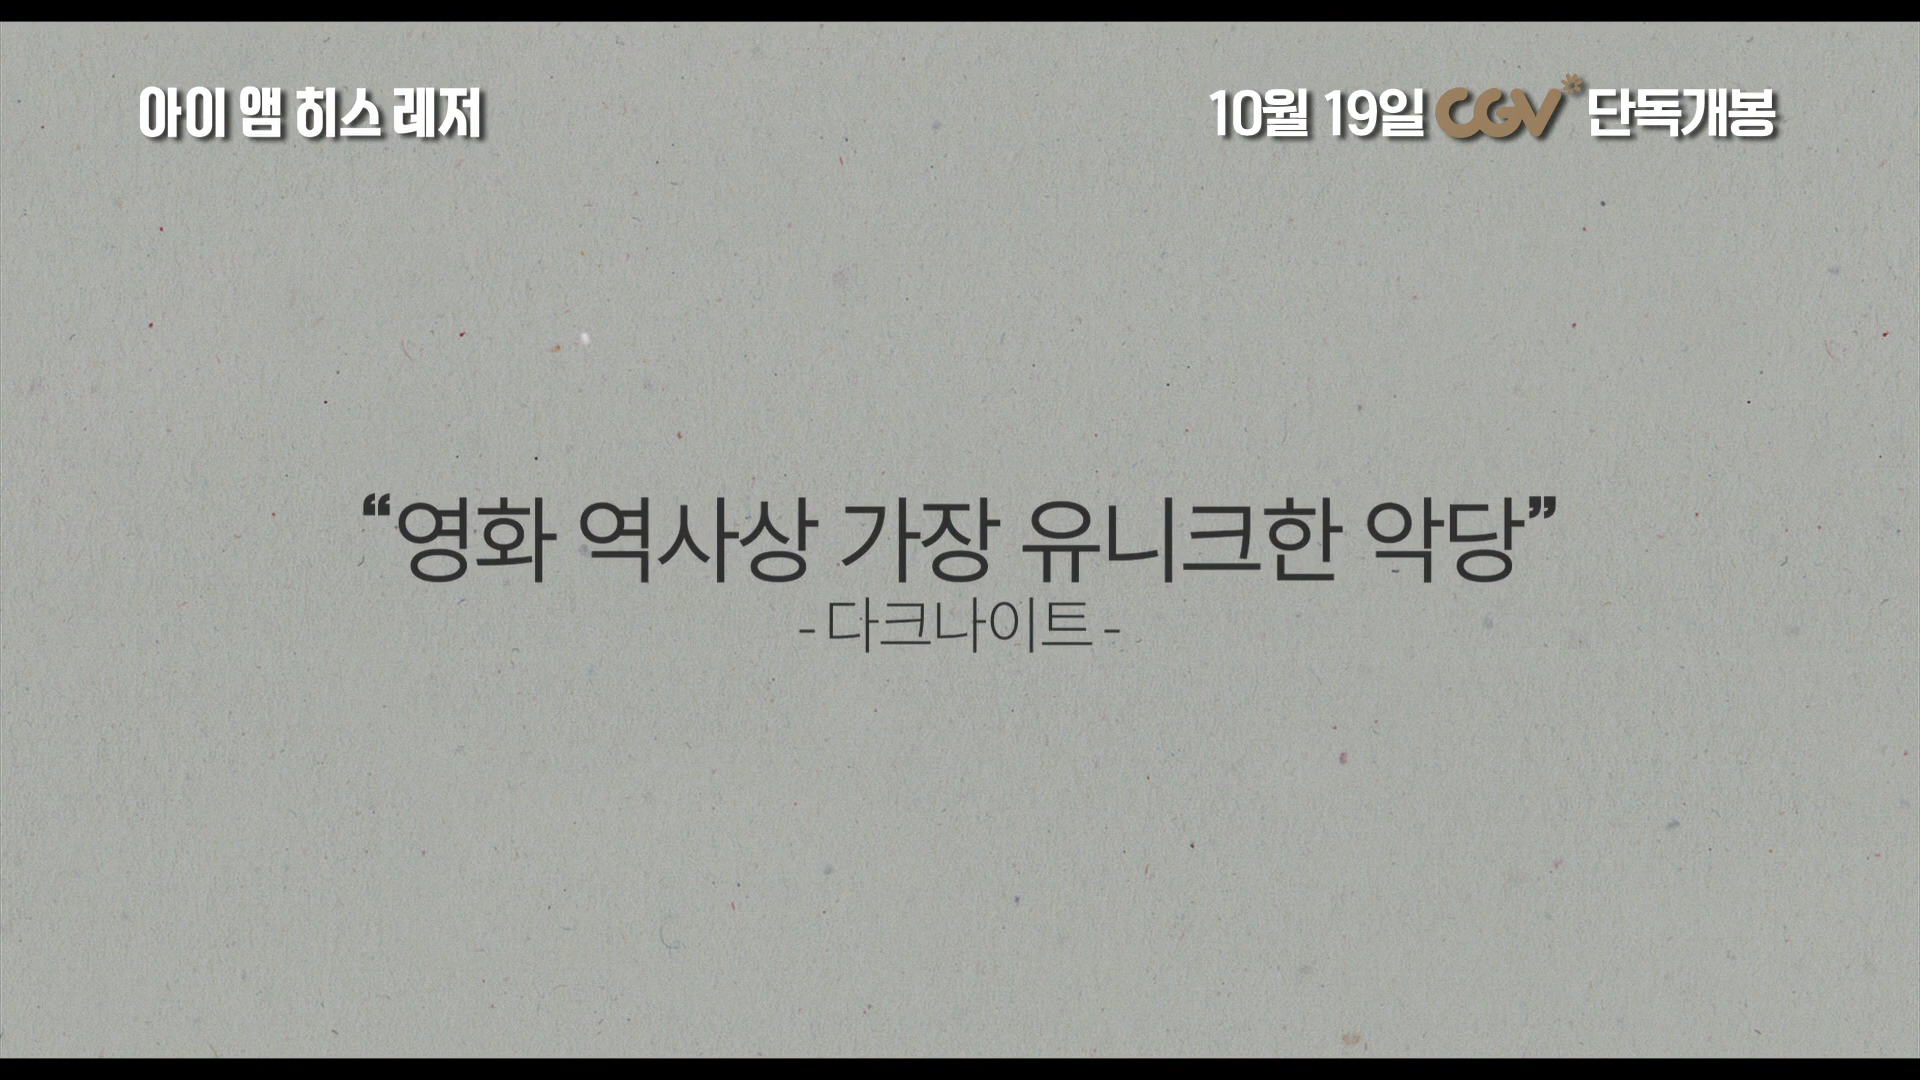 아이 앰 히스 레저
10월 19일 CGV 단독개봉
“영화 역사상 가장 유니크한 악당”
- 다크나이트 -